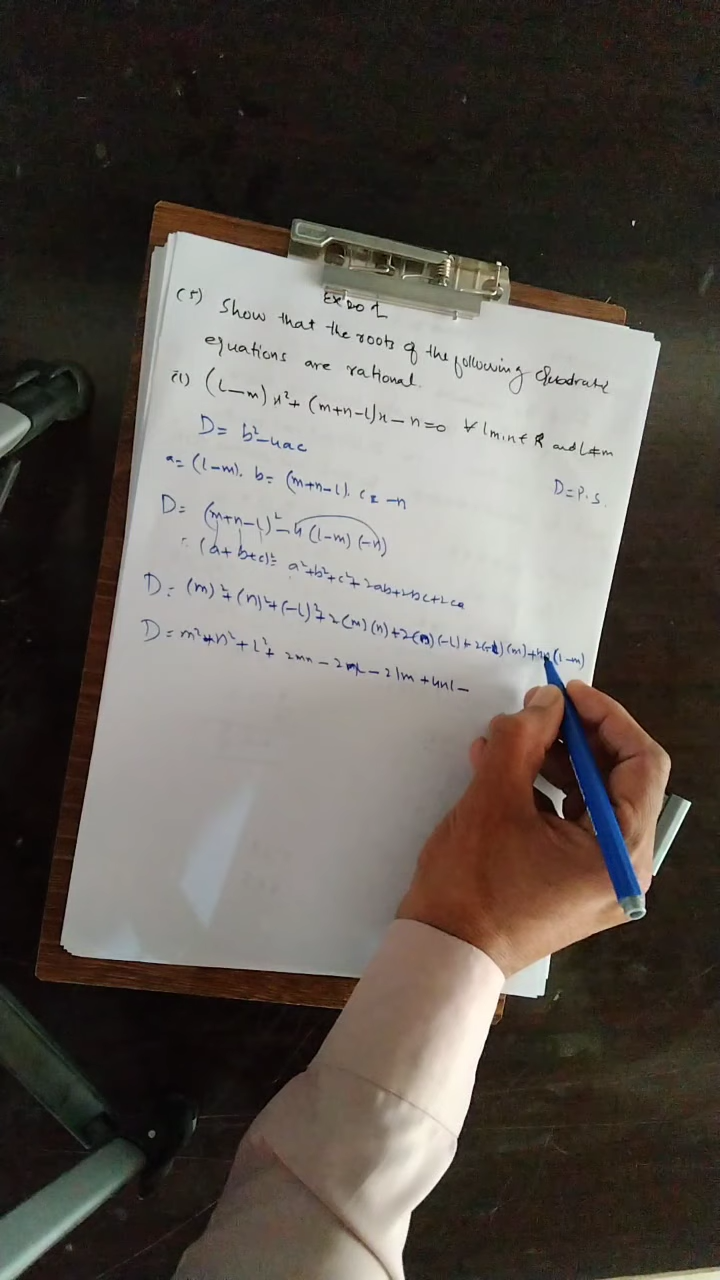 Ex 20 1
(5) Show that the roots of the following Quadratic
equations are rational.
(ii) (l-m)x²+(m+n-l)x-n=0 ∀ l,m,n ∈ R and l≠m
D= b²-4ac
a= (l-m), b= (m+n-l), c= -n
D=P.S.
D= (m+n-l)²-4(l-m)(-n)
∵ (a+b+c)²= a²+b²+c²+2ab+2bc+2ca
D= (m)²+(n)²+(-l)²+2(m)(n)+2(n)(-l)+2(-l)(m)+4n(l-m)
D= m²+n²+l²+2mn-2nl-2lm+4nl-